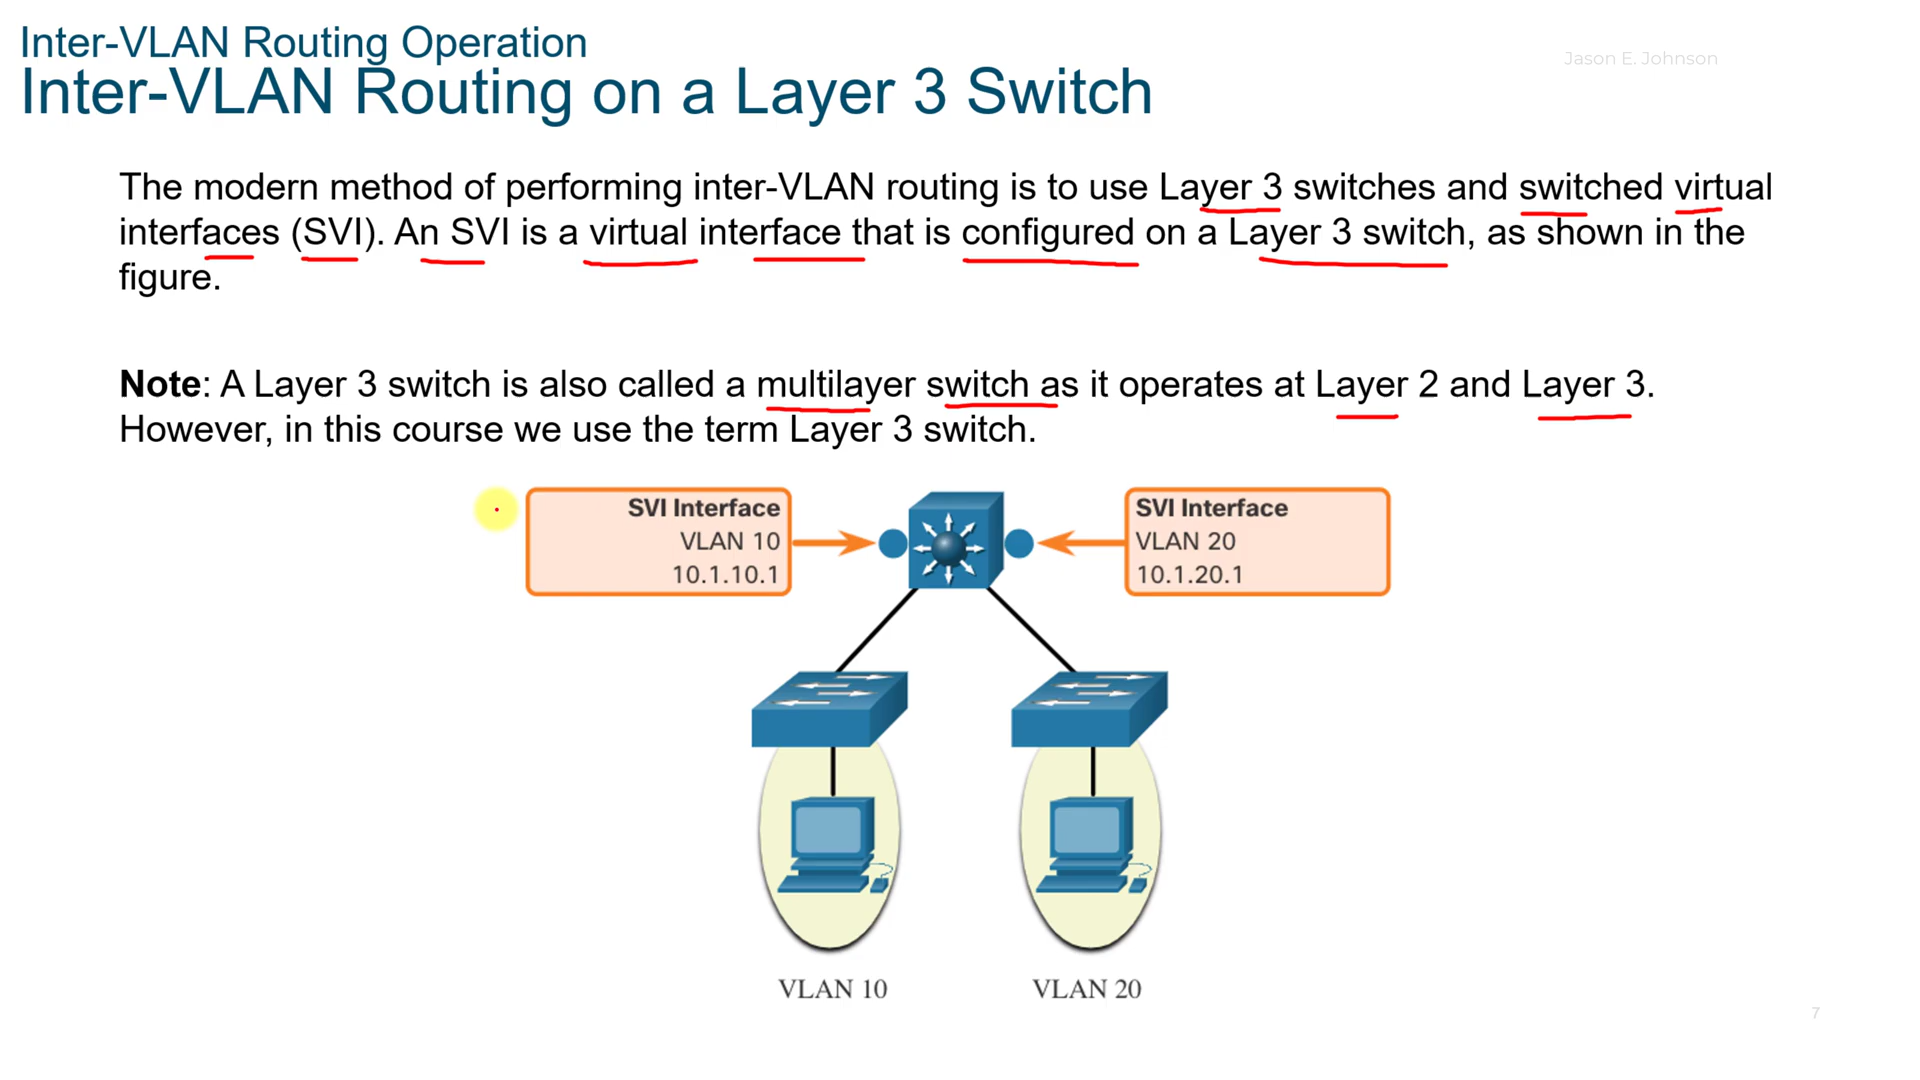 Inter-VLAN Routing Operation
Jason E. Johnson
Inter-VLAN Routing on a Layer 3 Switch
The modern method of performing inter-VLAN routing is to use Layer 3 switches and switched virtual
interfaces (SVI). An SVI is a virtual interface that is configured on a Layer 3 switch, as shown in the
figure.
Note: A Layer 3 switch is also called a multilayer switch as it operates at Layer 2 and Layer 3.
However, in this course we use the term Layer 3 switch.
SVI Interface
VLAN 10
10.1.10.1
SVI Interface
VLAN 20
10.1.20.1
VLAN 10
VLAN 20
7